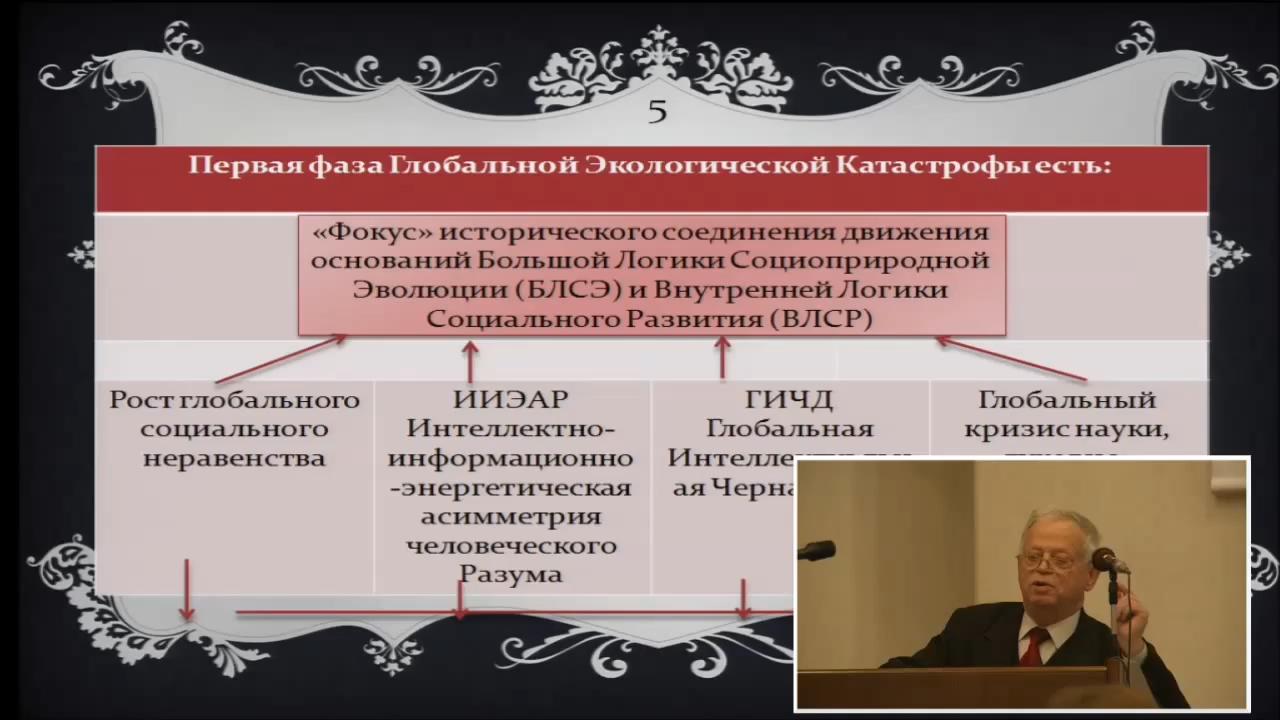 5
Первая фаза Глобальной Экологической Катастрофы есть:
«Фокус» исторического соединения движения
оснований Большой Логики Социоприродной
Эволюции (БЛСЭ) и Внутренней Логики
Социального Развития (ВЛСР)
Рост глобального
социального
неравенства
ИИЭАР
Интеллектно-
информационно
-энергетическая
асимметрия
человеческого
Разума
ГИЧД
Глобальная
ая
Глобальный
кризис науки,